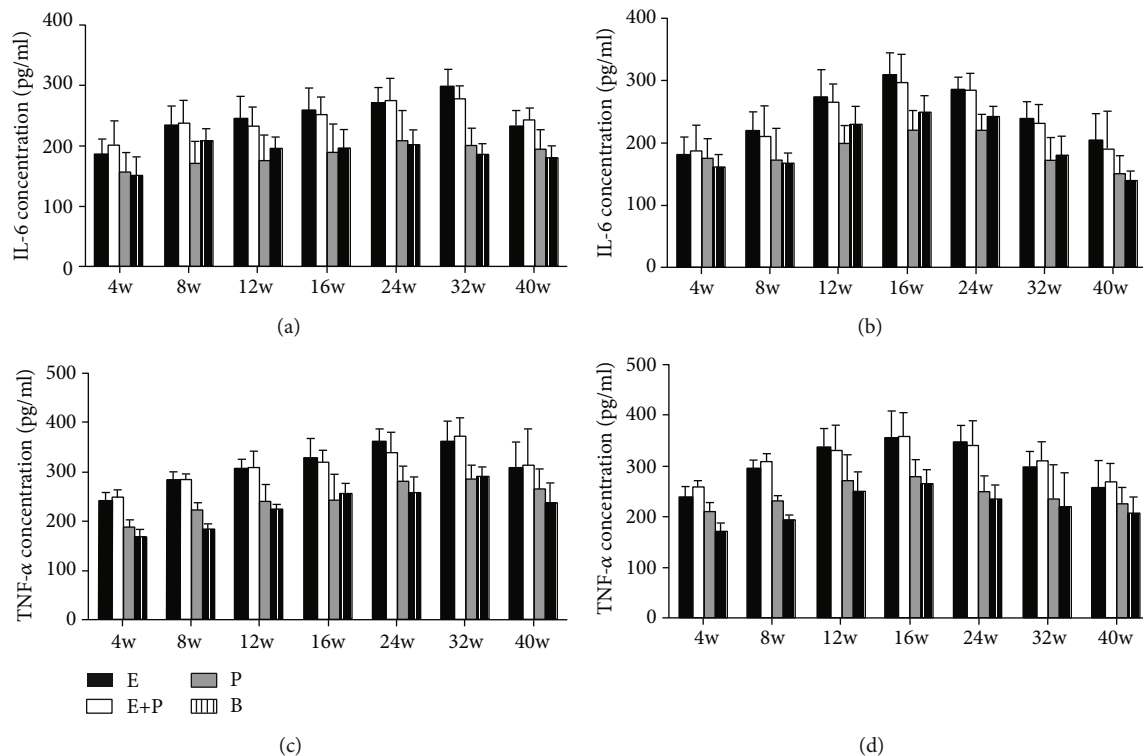 IL-6 concentration (pg/ml)
400
300
200
100
0
4w 8w 12w 16w 24w 32w 40w
(a)
IL-6 concentration (pg/ml)
400
300
200
100
0
4w 8w 12w 16w 24w 32w 40w
(b)
TNF-α concentration (pg/ml)
500
400
300
200
100
0
4w 8w 12w 16w 24w 32w 40w
E P
E+P B
(c)
TNF-α concentration (pg/ml)
500
400
300
200
100
0
4w 8w 12w 16w 24w 32w 40w
(d)